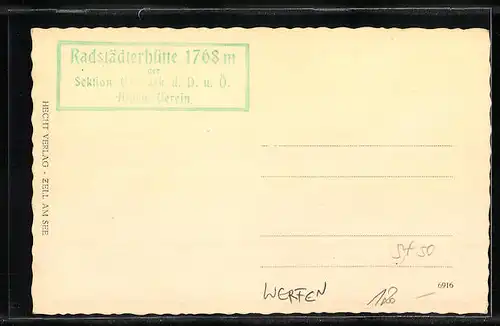 Radstädterhütte 1768 m
der
Sektion d. D. u. Ö.
Alpen Verein.
HECHT VERLAG - ZELL AM SEE
6916
WERFEN